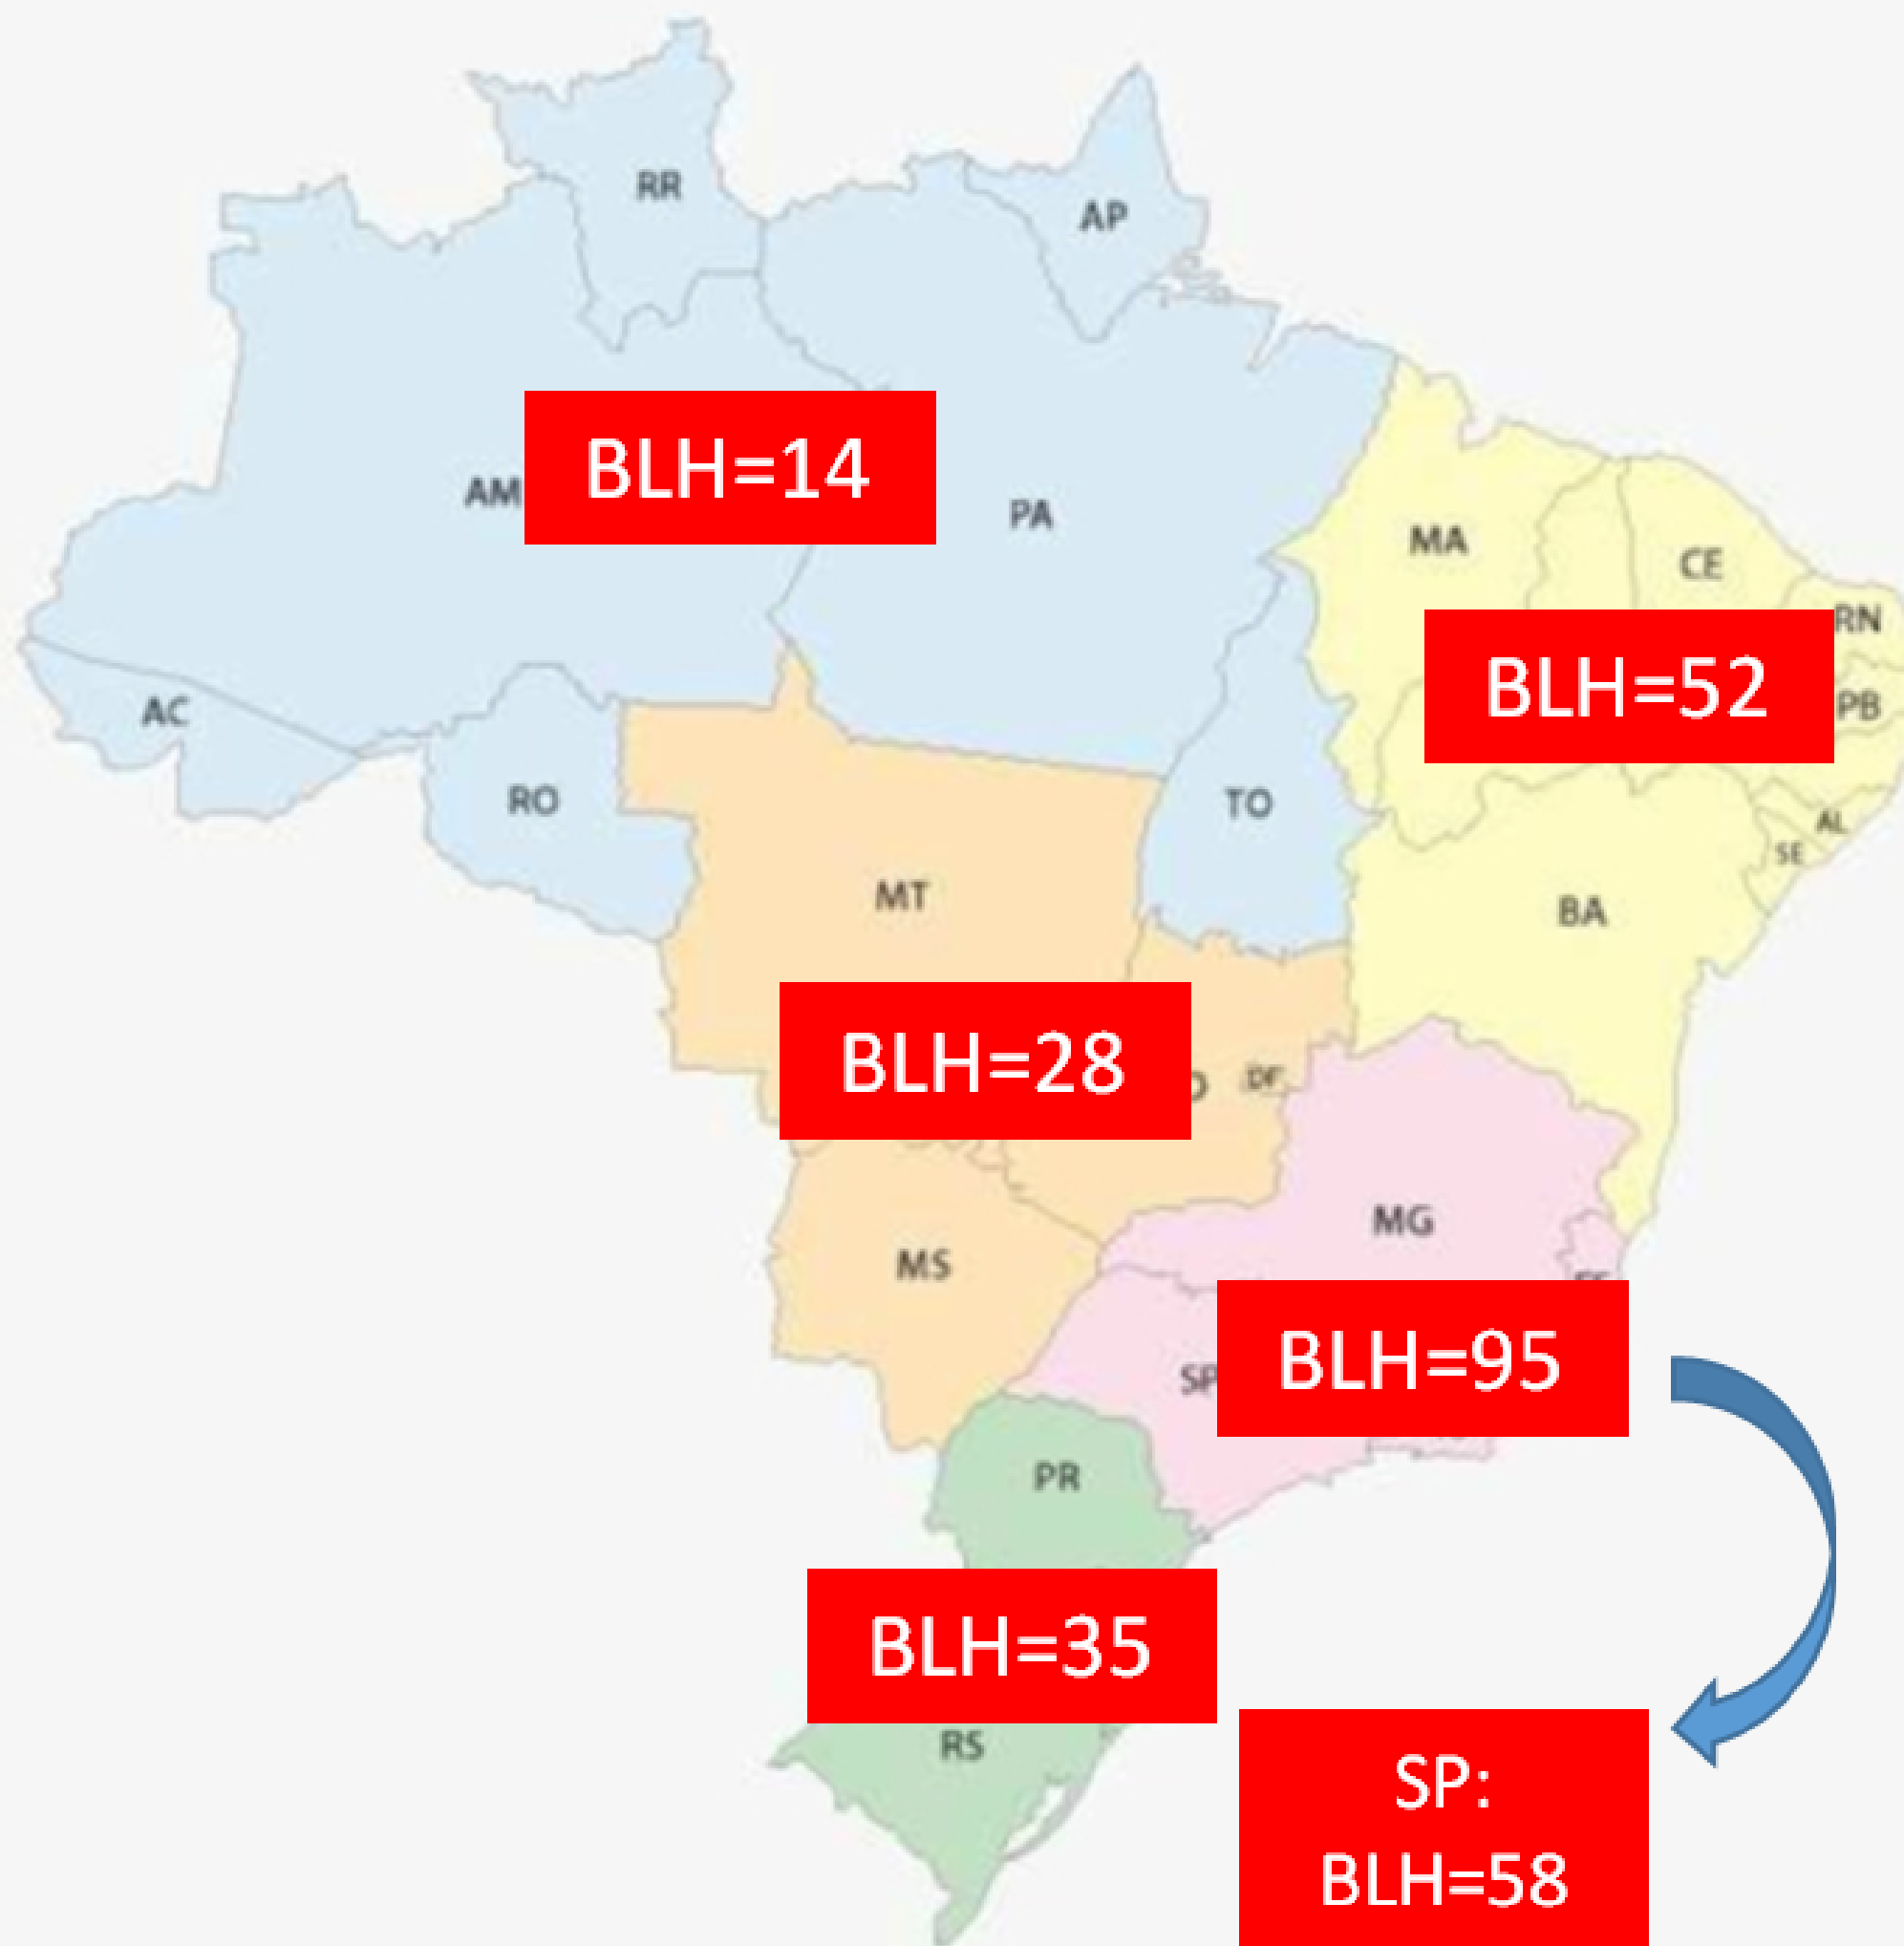 RR
AP
BLH=14
AM
PA
MA
CE
RN
BLH=52
PB
AC
RO
TO
AL
SE
MT
BA
BLH=28
DF
MG
MS
BLH=95
SP
PR
BLH=35
RS
SP:
BLH=58